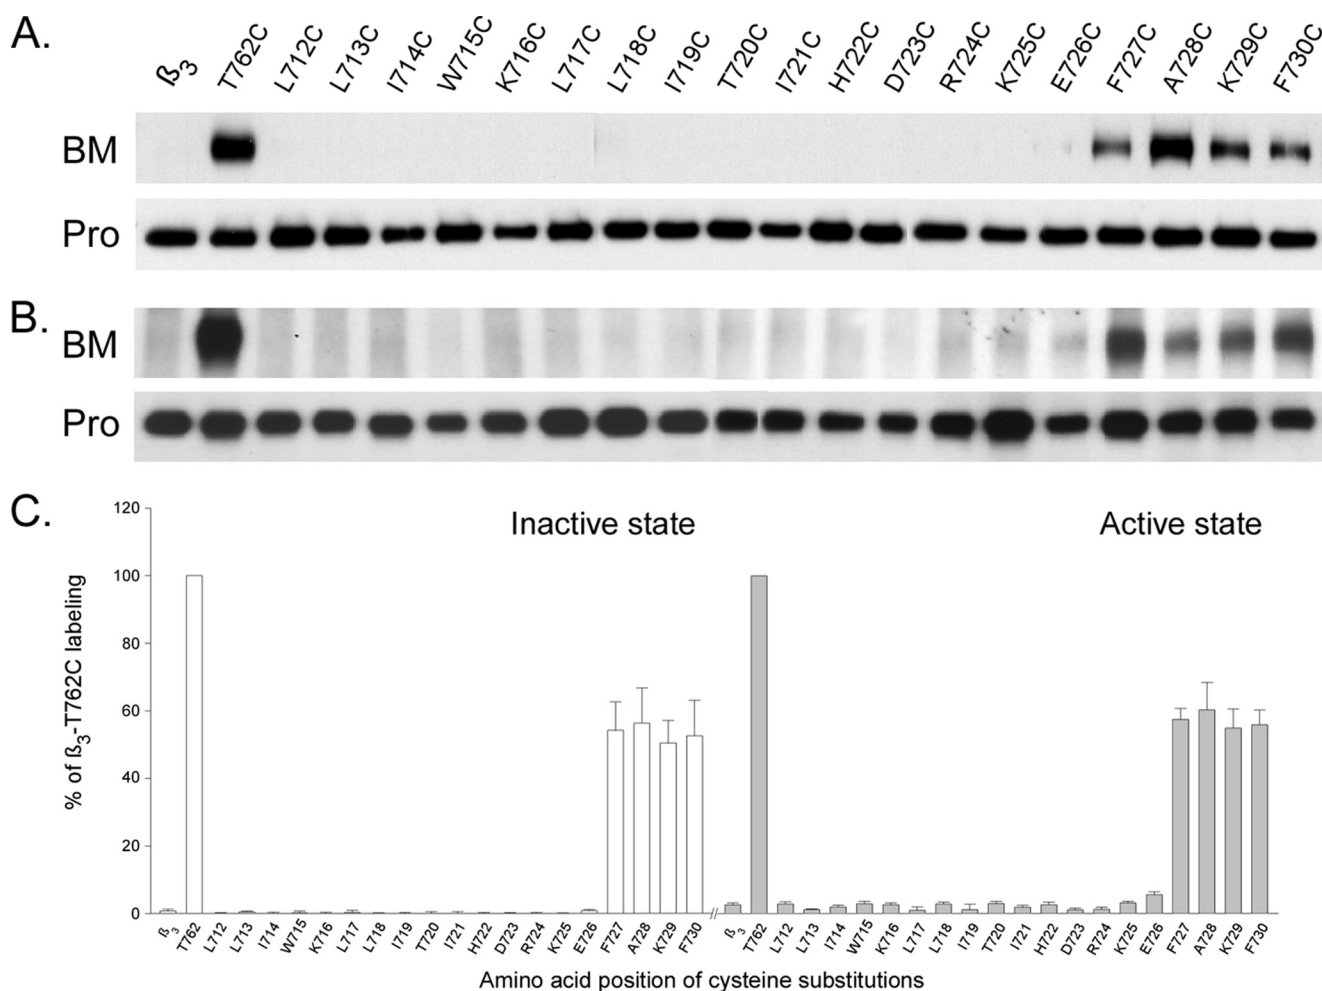 A.
ß3 T762C L712C L713C I714C W715C K716C L717C L718C I719C T720C I721C H722C D723C R724C K725C E726C F727C A728C K729C F730C
BM
Pro
B.
BM
Pro
C.
Inactive state Active state
120
100
80
60
40
20
0
% of ß3-T762C labeling
ß3 T762 L712 L713 I714 W715 K716 L717 L718 I719 T720 I721 H722 D723 R724 K725 E726 F727 A728 K729 F730 // ß3 T762 L712 L713 I714 W715 K716 L717 L718 I719 T720 I721 H722 D723 R724 K725 E726 F727 A728 K729 F730
Amino acid position of cysteine substitutions